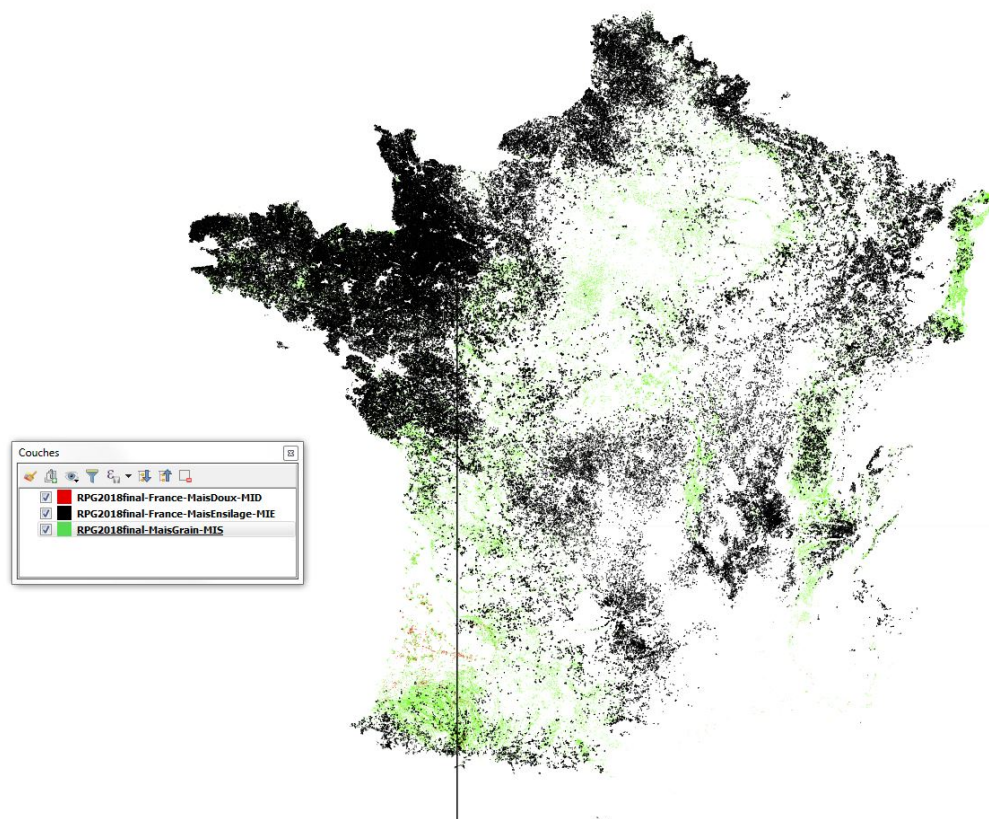 Couches
RPG2018final-France-MaisDoux-MID
RPG2018final-France-MaisEnsilage-MIE
RPG2018final-MaisGrain-MIS